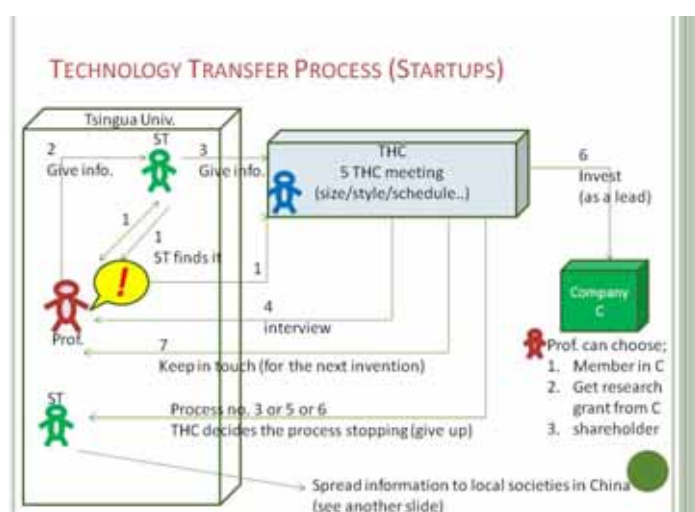 TECHNOLOGY TRANSFER PROCESS (STARTUPS)
Tsingua Univ.
ST
2
Give info.
3
Give info.
THC
5 THC meeting
(size/style/schedule..)
6
Invest
(as a lead)
1
1
ST finds it
1
!
Prof.
4
interview
7
Keep in touch (for the next invention)
Company
C
Prof. can choose;
1. Member in C
2. Get research
grant from C
3. shareholder
ST
Process no. 3 or 5 or 6
THC decides the process stopping (give up)
Spread information to local societies in China
(see another slide)